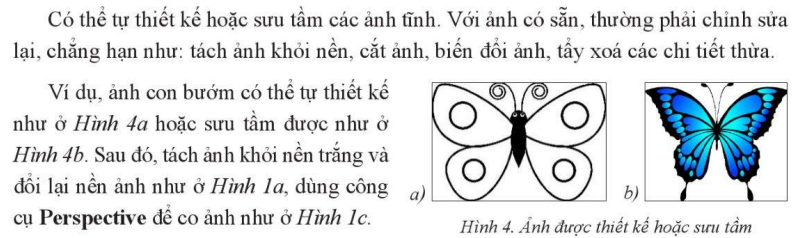 Có thể tự thiết kế hoặc sưu tầm các ảnh tĩnh. Với ảnh có sẵn, thường phải chỉnh sửa
lại, chẳng hạn như: tách ảnh khỏi nền, cắt ảnh, biến đổi ảnh, tẩy xoá các chi tiết thừa.
Ví dụ, ảnh con bướm có thể tự thiết kế
như ở Hình 4a hoặc sưu tầm được như ở
Hình 4b. Sau đó, tách ảnh khỏi nền trắng và
đổi lại nền ảnh như ở Hình 1a, dùng công
cụ Perspective để co ảnh như ở Hình 1c.
a)
b)
Hình 4. Ảnh được thiết kế hoặc sưu tầm